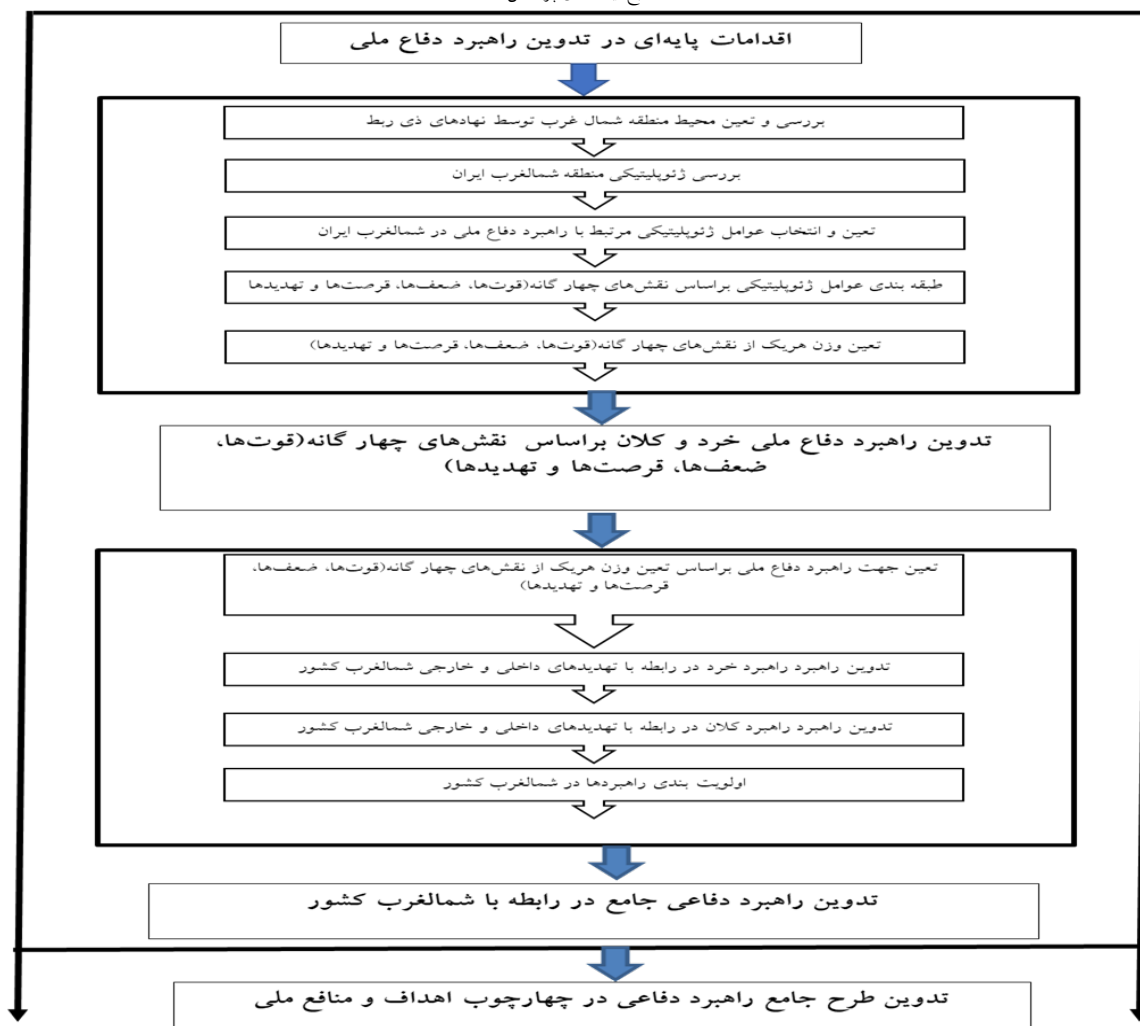 اقدامات پایه‌ای در تدوین راهبرد دفاع ملی
بررسی و تعین محیط منطقه شمال غرب توسط نهادهای ذی ربط
بررسی ژئوپلیتیکی منطقه شمالغرب ایران
تعین و انتخاب عوامل ژئوپلیتیکی مرتبط با راهبرد دفاع ملی در شمالغرب ایران
طبقه بندی عوامل ژئوپلیتیکی براساس نقش‌های چهار گانه(قوت‌ها، ضعف‌ها، قرصت‌ها و تهدیدها
تعین وزن هریک از نقش‌های چهار گانه(قوت‌ها، ضعف‌ها، قرصت‌ها و تهدیدها)
تدوین راهبرد دفاع ملی خرد و کلان براساس نقش‌های چهار گانه(قوت‌ها،
ضعف‌ها، قرصت‌ها و تهدیدها)
تعین جهت راهبرد دفاع ملی براساس تعین وزن هریک از نقش‌های چهار گانه(قوت‌ها، ضعف‌ها،
قرصت‌ها و تهدیدها)
تدوین راهبرد راهبرد خرد در رابطه با تهدیدهای داخلی و خارجی شمالغرب کشور
تدوین راهبرد راهبرد کلان در رابطه با تهدیدهای داخلی و خارجی شمالغرب کشور
اولویت بندی راهبردها در شمالغرب کشور
تدوین راهبرد دفاعی جامع در رابطه با شمالغرب کشور
تدوین طرح جامع راهبرد دفاعی در چهارچوب اهداف و منافع ملی